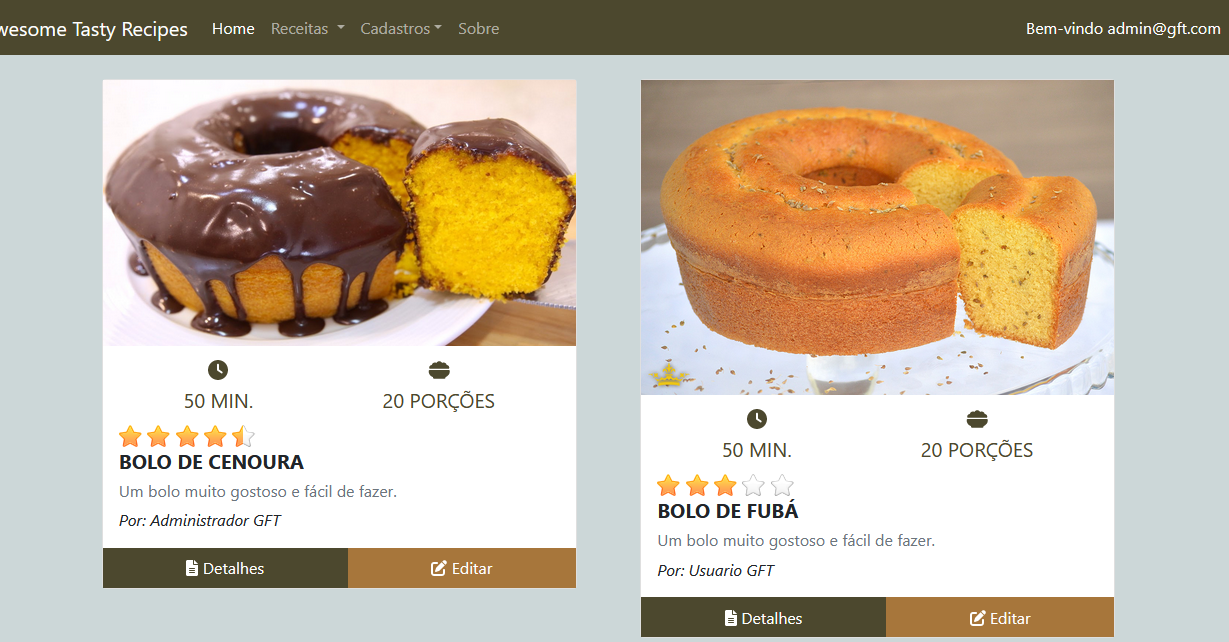 wesome Tasty Recipes Home Receitas Cadastros Sobre Bem-vindo admin@gft.com
50 MIN. 20 PORÇÕES
BOLO DE CENOURA
Um bolo muito gostoso e fácil de fazer.
Por: Administrador GFT
Detalhes Editar
50 MIN. 20 PORÇÕES
BOLO DE FUBÁ
Um bolo muito gostoso e fácil de fazer.
Por: Usuario GFT
Detalhes Editar